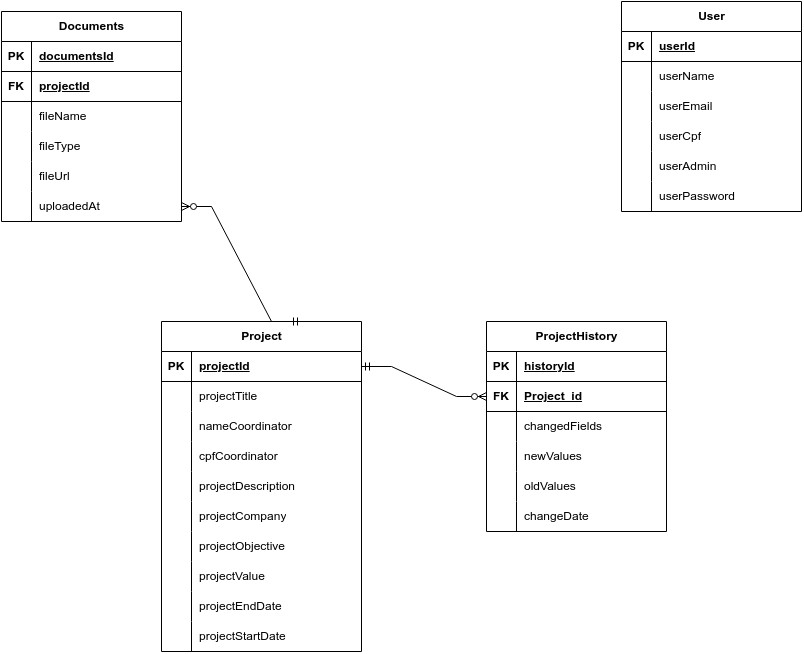 Documents
PK documentsId
FK projectId
fileName
fileType
fileUrl
uploadedAt
User
PK userId
userName
userEmail
userCpf
userAdmin
userPassword
Project
PK projectId
projectTitle
nameCoordinator
cpfCoordinator
projectDescription
projectCompany
projectObjective
projectValue
projectEndDate
projectStartDate
ProjectHistory
PK historyId
FK Project_id
changedFields
newValues
oldValues
changeDate